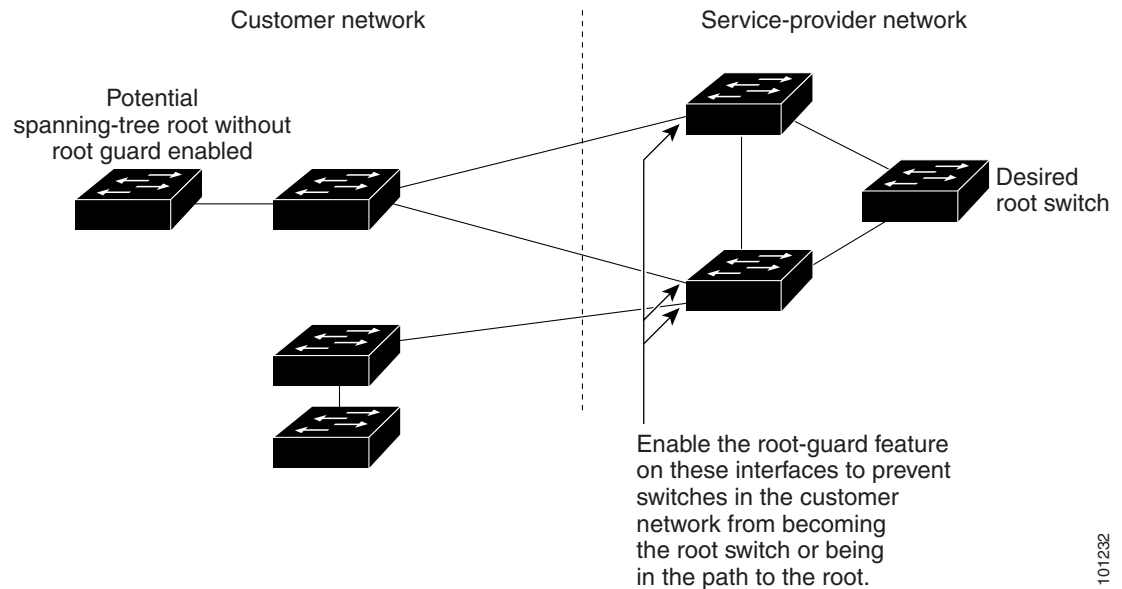 Customer network
Service-provider network
Potential
spanning-tree root without
root guard enabled
Desired
root switch
Enable the root-guard feature
on these interfaces to prevent
switches in the customer
network from becoming
the root switch or being
in the path to the root.
101232